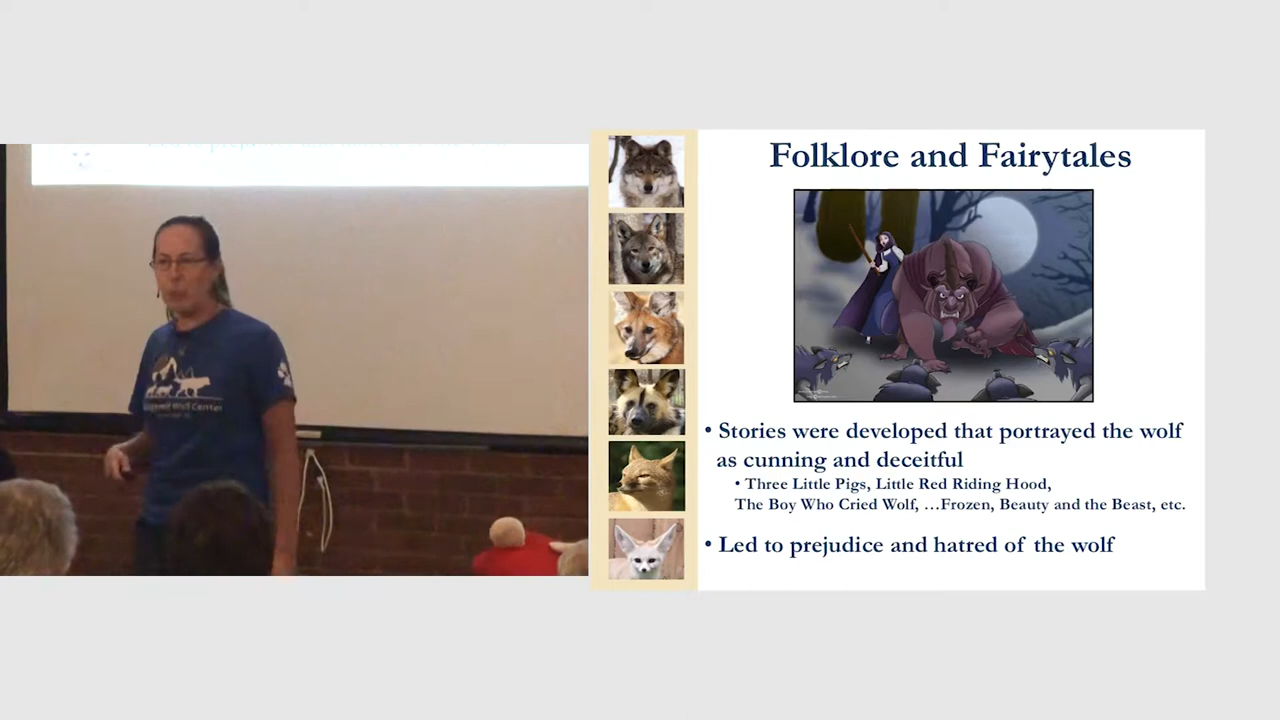 Wolf Center
Folklore and Fairytales
• Stories were developed that portrayed the wolf
as cunning and deceitful
• Three Little Pigs, Little Red Riding Hood,
The Boy Who Cried Wolf, …Frozen, Beauty and the Beast, etc.
• Led to prejudice and hatred of the wolf